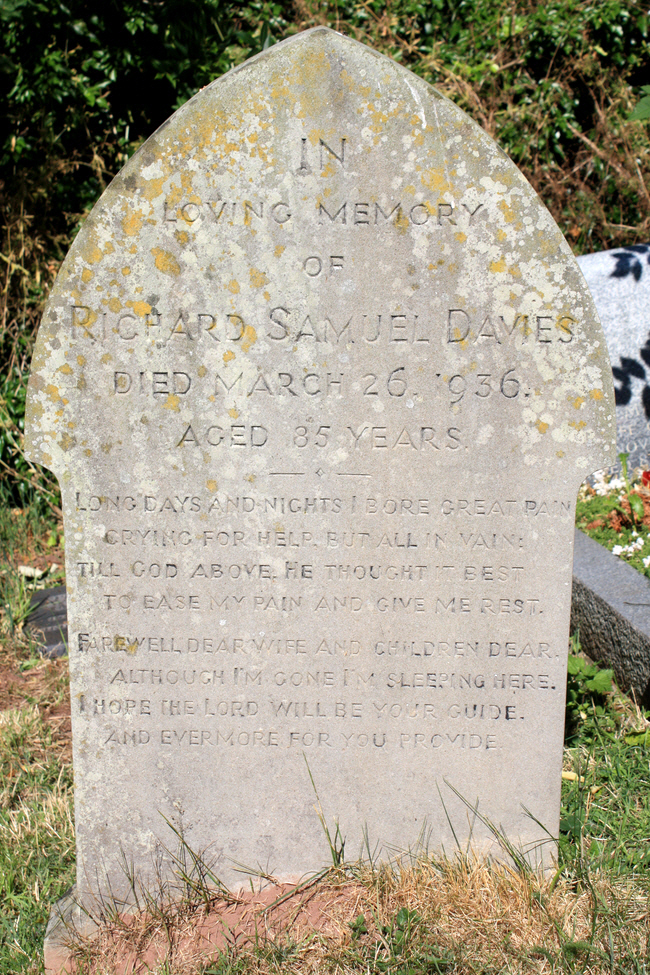 IN
LOVING MEMORY
OF
RICHARD SAMUEL DAVIES
DIED MARCH 26. 1936.
AGED 85 YEARS.
LONG DAYS AND NIGHTS I BORE GREAT PAIN
CRYING FOR HELP, BUT ALL IN VAIN:
TILL GOD ABOVE, HE THOUGHT IT BEST
TO EASE MY PAIN AND GIVE ME REST.
FAREWELL, DEAR WIFE AND CHILDREN DEAR.
ALTHOUGH I'M GONE I'M SLEEPING HERE.
I HOPE THE LORD WILL BE YOUR GUIDE.
AND EVERMORE FOR YOU PROVIDE.